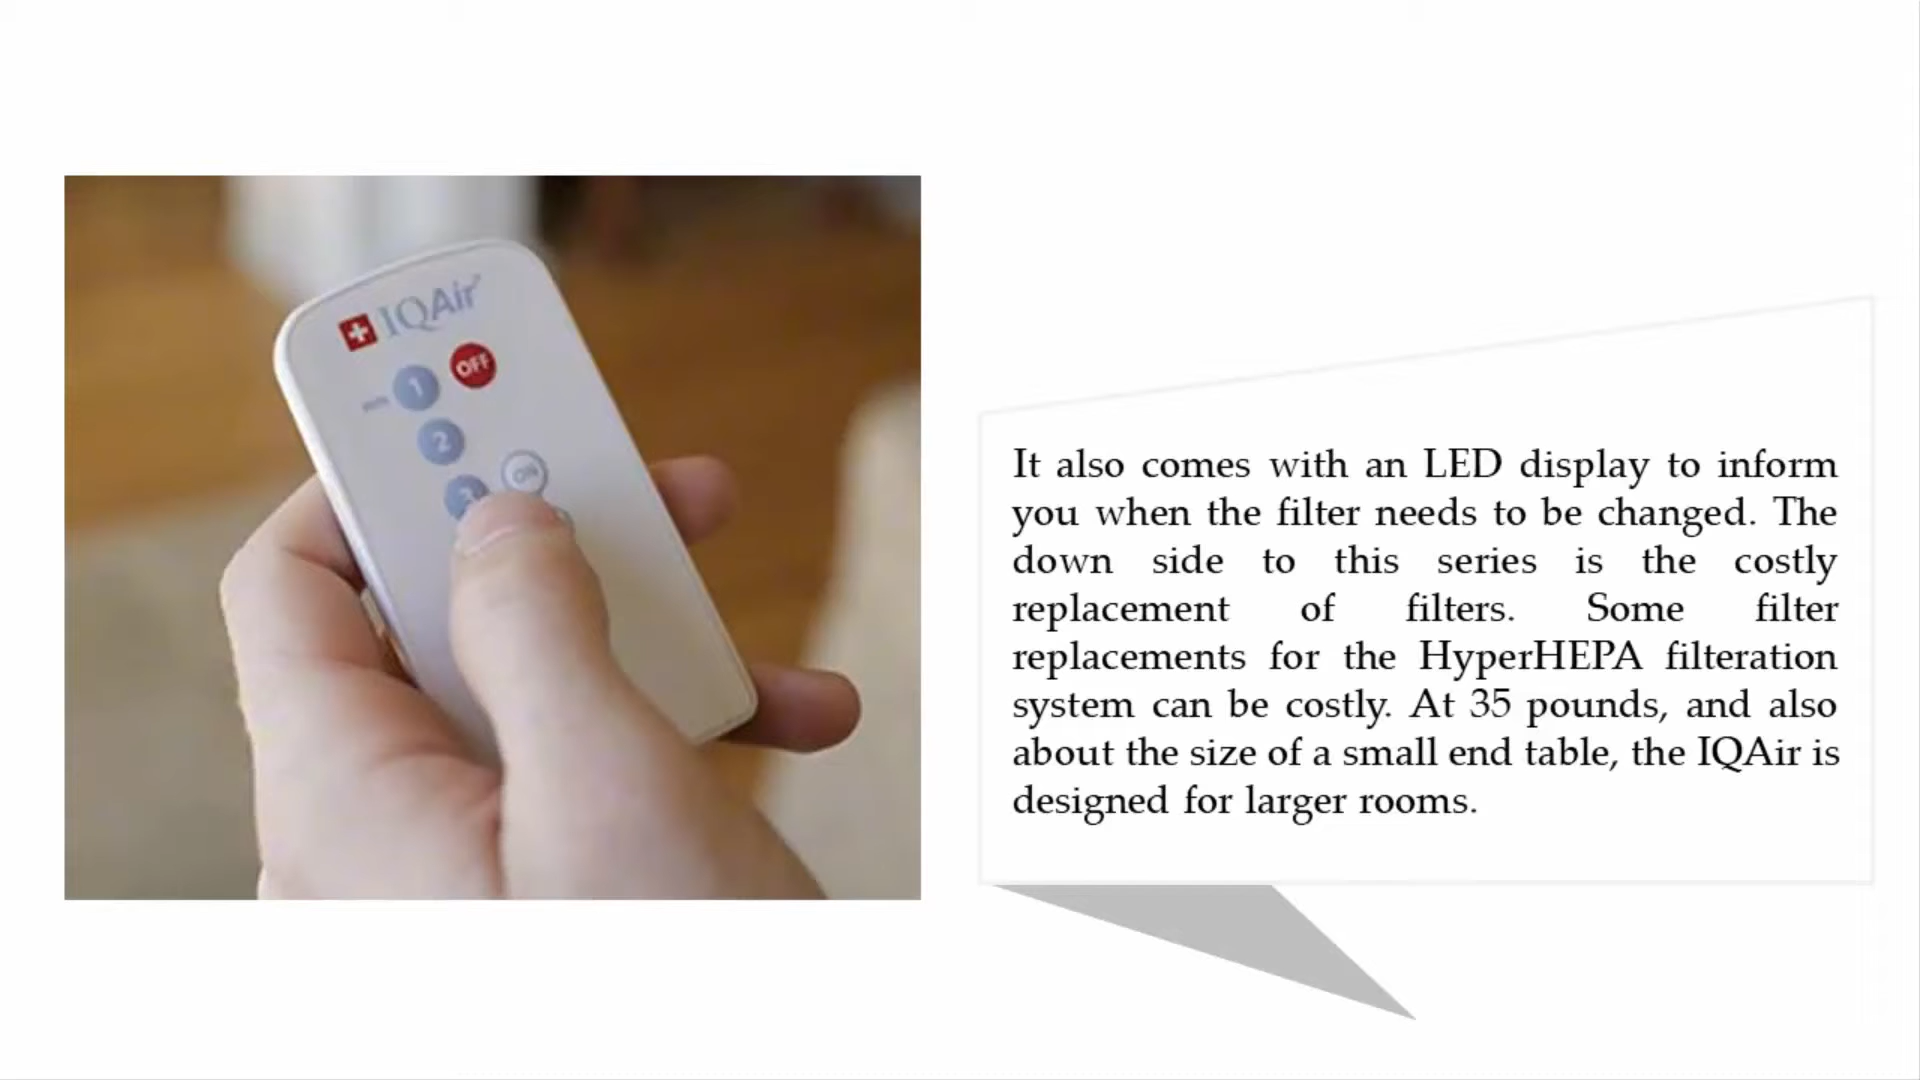 IQAir
OFF
1
2
ON
3
It also comes with an LED display to inform
you when the filter needs to be changed. The
down side to this series is the costly
replacement of filters. Some filter
replacements for the HyperHEPA filteration
system can be costly. At 35 pounds, and also
about the size of a small end table, the IQAir is
designed for larger rooms.